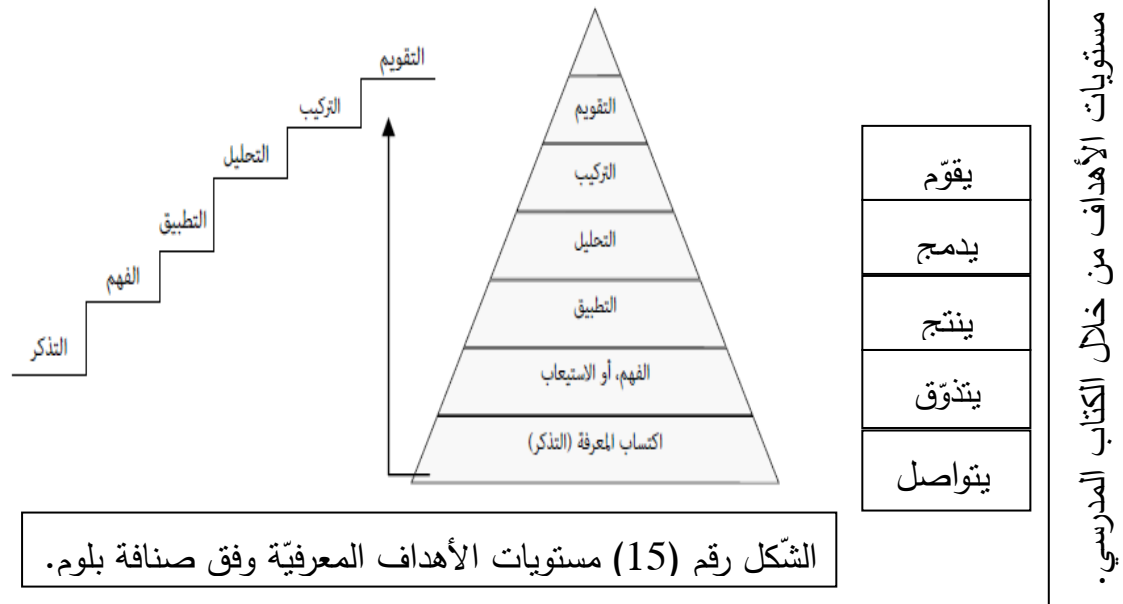 مستويات الأهداف من خلال الكتاب المدرسي.
يقوّم
يدمج
ينتج
يتذوّق
يتواصل
التقويم
التركيب
التحليل
التطبيق
الفهم، أو الاستيعاب
اكتساب المعرفة (التذكر)
التقويم
التركيب
التحليل
التطبيق
الفهم
التذكر
الشّكل رقم (15) مستويات الأهداف المعرفيّة وفق صنافة بلوم.